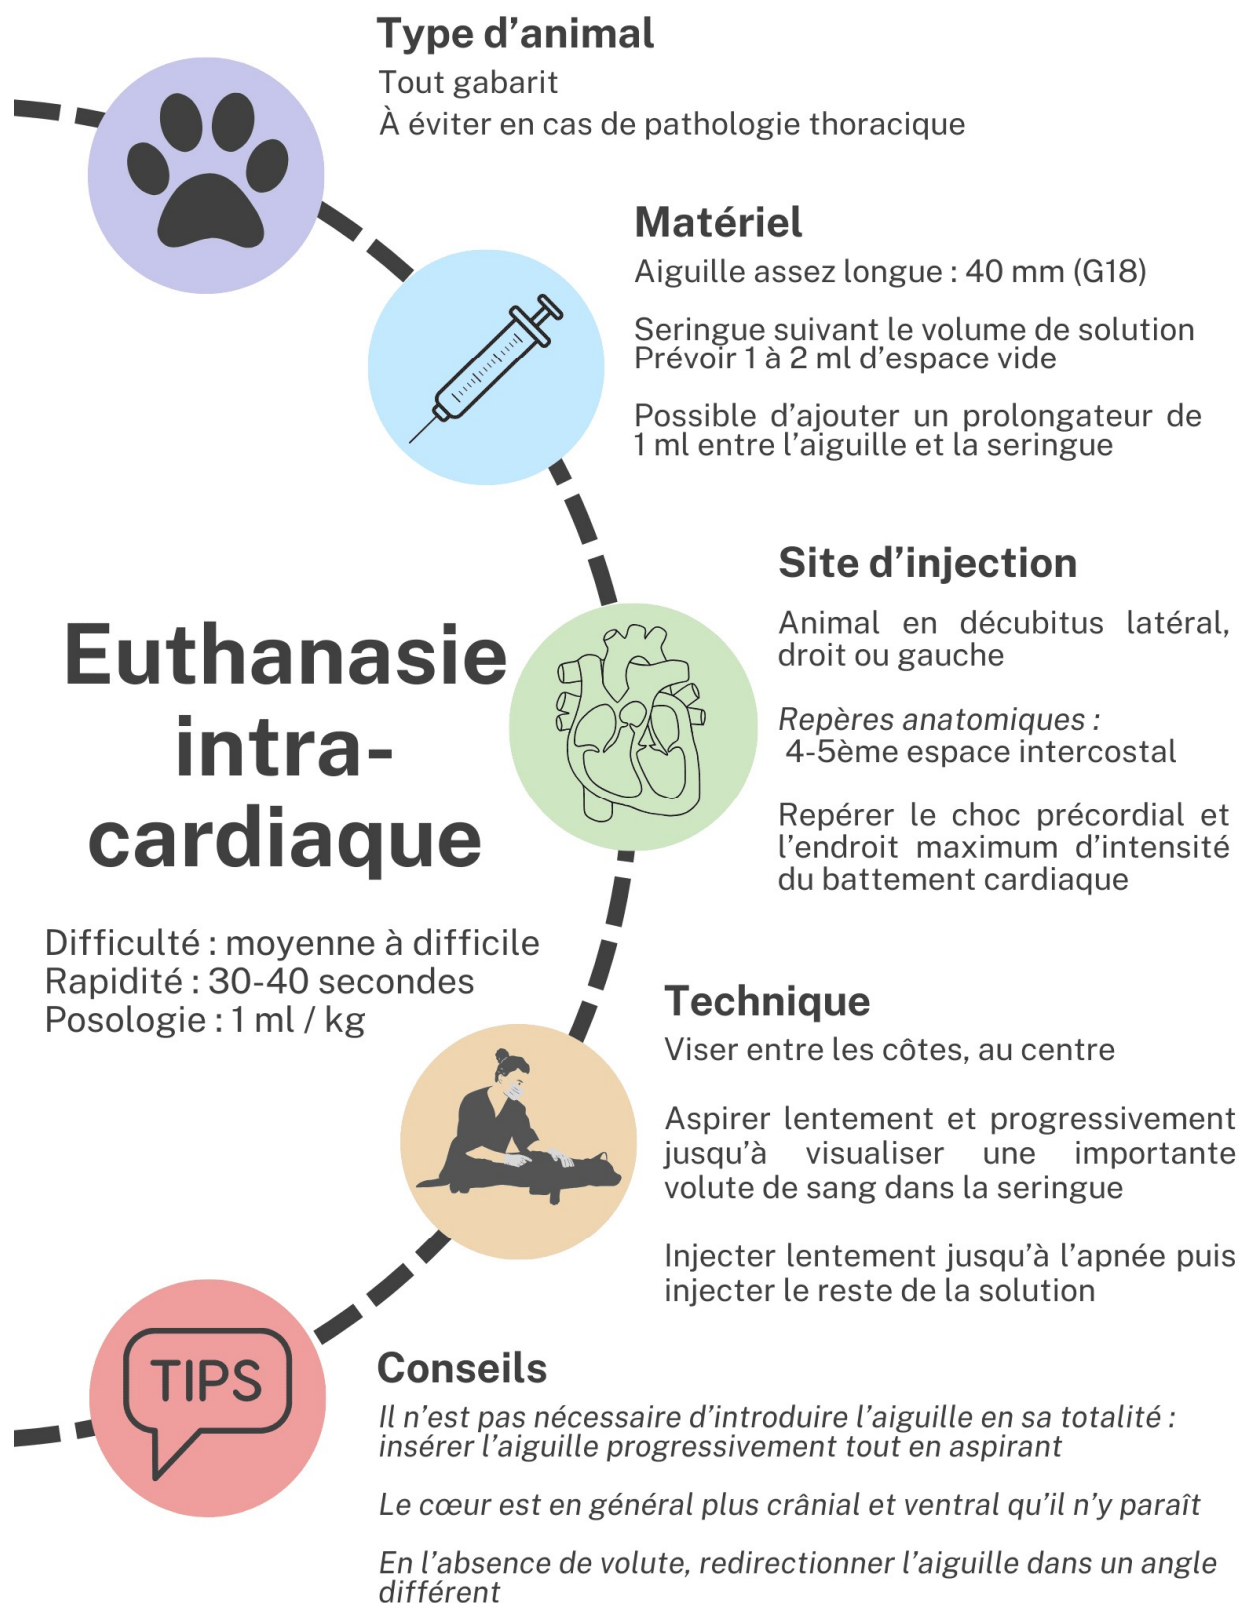 Type d’animal
Tout gabarit
À éviter en cas de pathologie thoracique
Matériel
Aiguille assez longue : 40 mm (G18)
Seringue suivant le volume de solution
Prévoir 1 à 2 ml d’espace vide
Possible d’ajouter un prolongateur de
1 ml entre l’aiguille et la seringue
Site d’injection
Animal en décubitus latéral,
droit ou gauche
Repères anatomiques :
4-5ème espace intercostal
Repérer le choc précordial et
l’endroit maximum d’intensité
du battement cardiaque
Euthanasie
intra-
cardiaque
Difficulté : moyenne à difficile
Rapidité : 30-40 secondes
Posologie : 1 ml / kg
Technique
Viser entre les côtes, au centre
Aspirer lentement et progressivement
jusqu’à visualiser une importante
volute de sang dans la seringue
Injecter lentement jusqu’à l’apnée puis
injecter le reste de la solution
TIPS
Conseils
Il n’est pas nécessaire d’introduire l’aiguille en sa totalité :
insérer l’aiguille progressivement tout en aspirant
Le cœur est en général plus crânial et ventral qu’il n’y paraît
En l’absence de volute, redirectionner l’aiguille dans un angle
différent